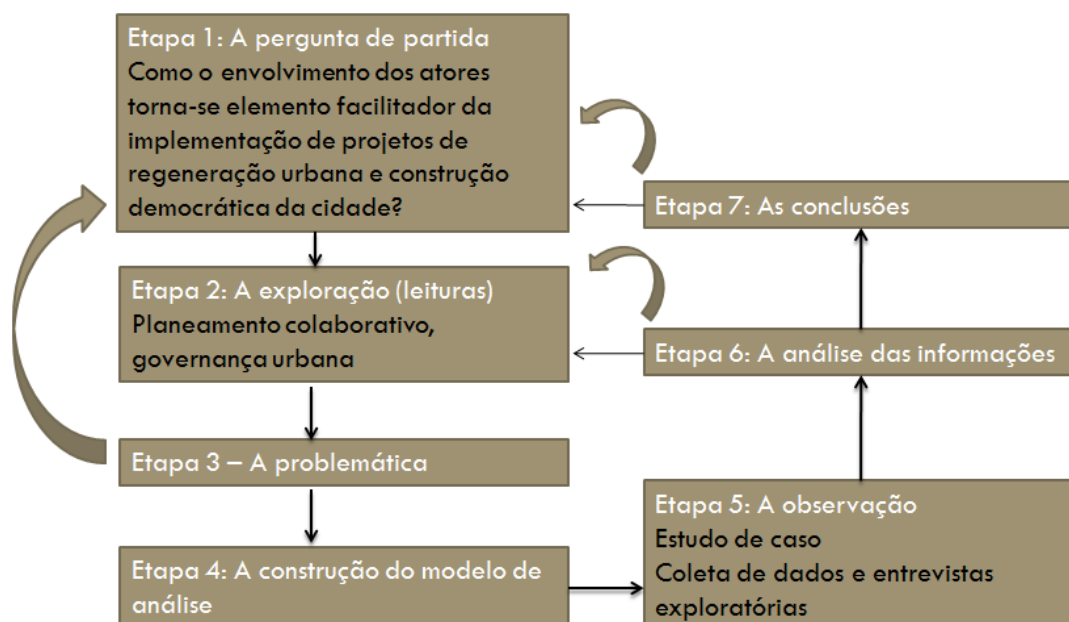 Etapa 1: A pergunta de partida
Como o envolvimento dos atores
torna-se elemento facilitador da
implementação de projetos de
regeneração urbana e construção
democrática da cidade?
Etapa 2: A exploração (leituras)
Planeamento colaborativo,
governança urbana
Etapa 3 – A problemática
Etapa 4: A construção do modelo de
análise
Etapa 5: A observação
Estudo de caso
Coleta de dados e entrevistas
exploratórias
Etapa 6: A análise das informações
Etapa 7: As conclusões